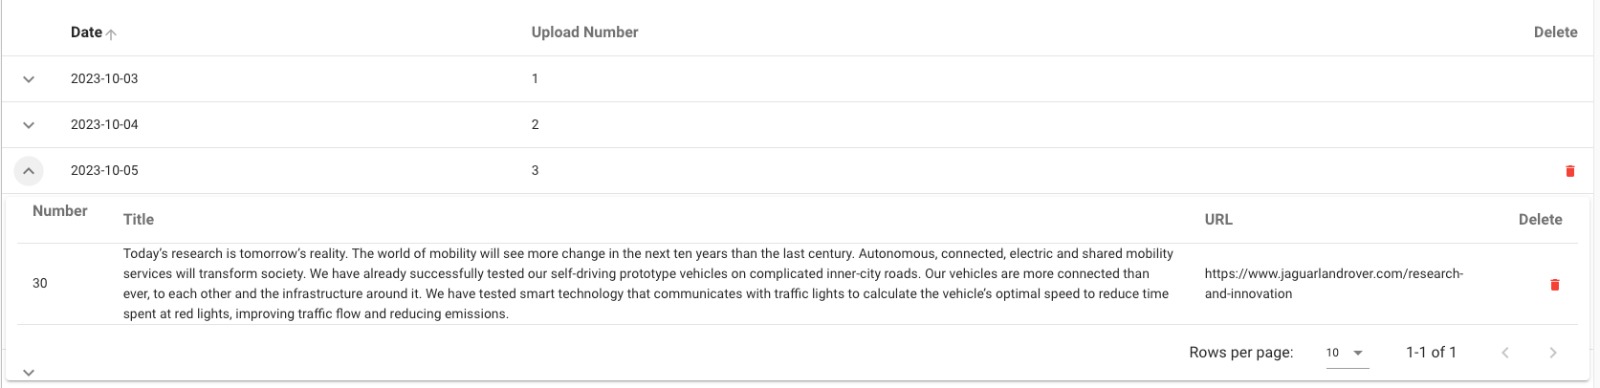 Date Upload Number Delete
2023-10-03 1
2023-10-04 2
2023-10-05 3
Number Title URL Delete
30
Today’s research is tomorrow’s reality. The world of mobility will see more change in the next ten years than the last century. Autonomous, connected, electric and shared mobility
services will transform society. We have already successfully tested our self-driving prototype vehicles on complicated inner-city roads. Our vehicles are more connected than
ever, to each other and the infrastructure around it. We have tested smart technology that communicates with traffic lights to calculate the vehicle’s optimal speed to reduce time
spent at red lights, improving traffic flow and reducing emissions.
https://www.jaguarlandrover.com/research-
and-innovation
Rows per page: 10 1-1 of 1